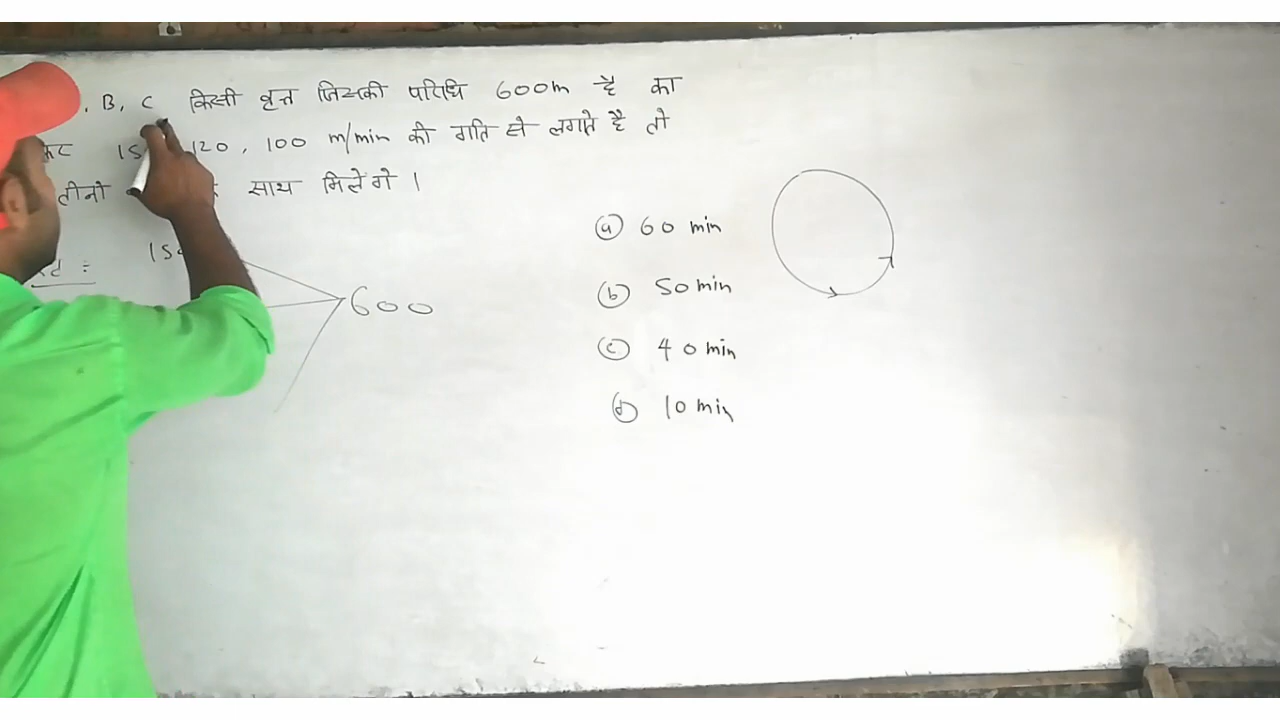 , B, C किसी वृत्त जिसकी परिधि 600m है का
120, 100 m/min की गति से लगाते है तो
तीनो साथ मिलेंगे ।
600
(a) 60 min
(b) 50 min
(c) 40 min
(d) 10 min